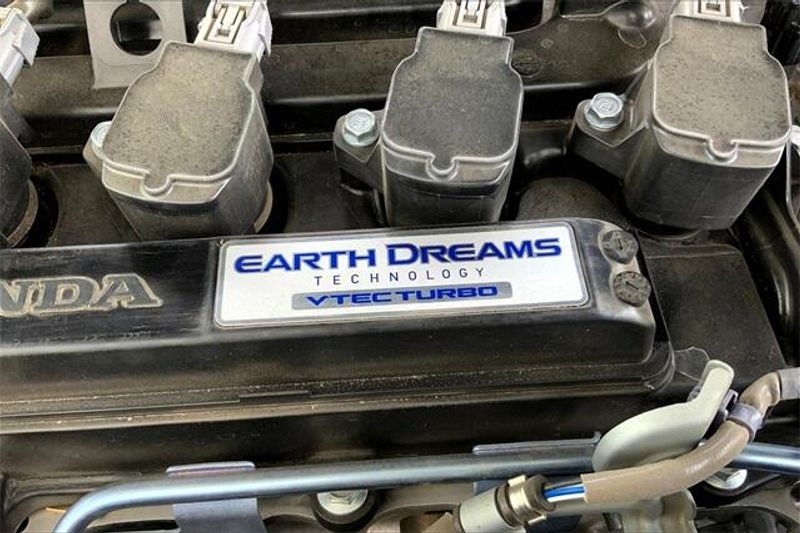 NDA
EARTH DREAMS
TECHNOLOGY
VTEC TURBO